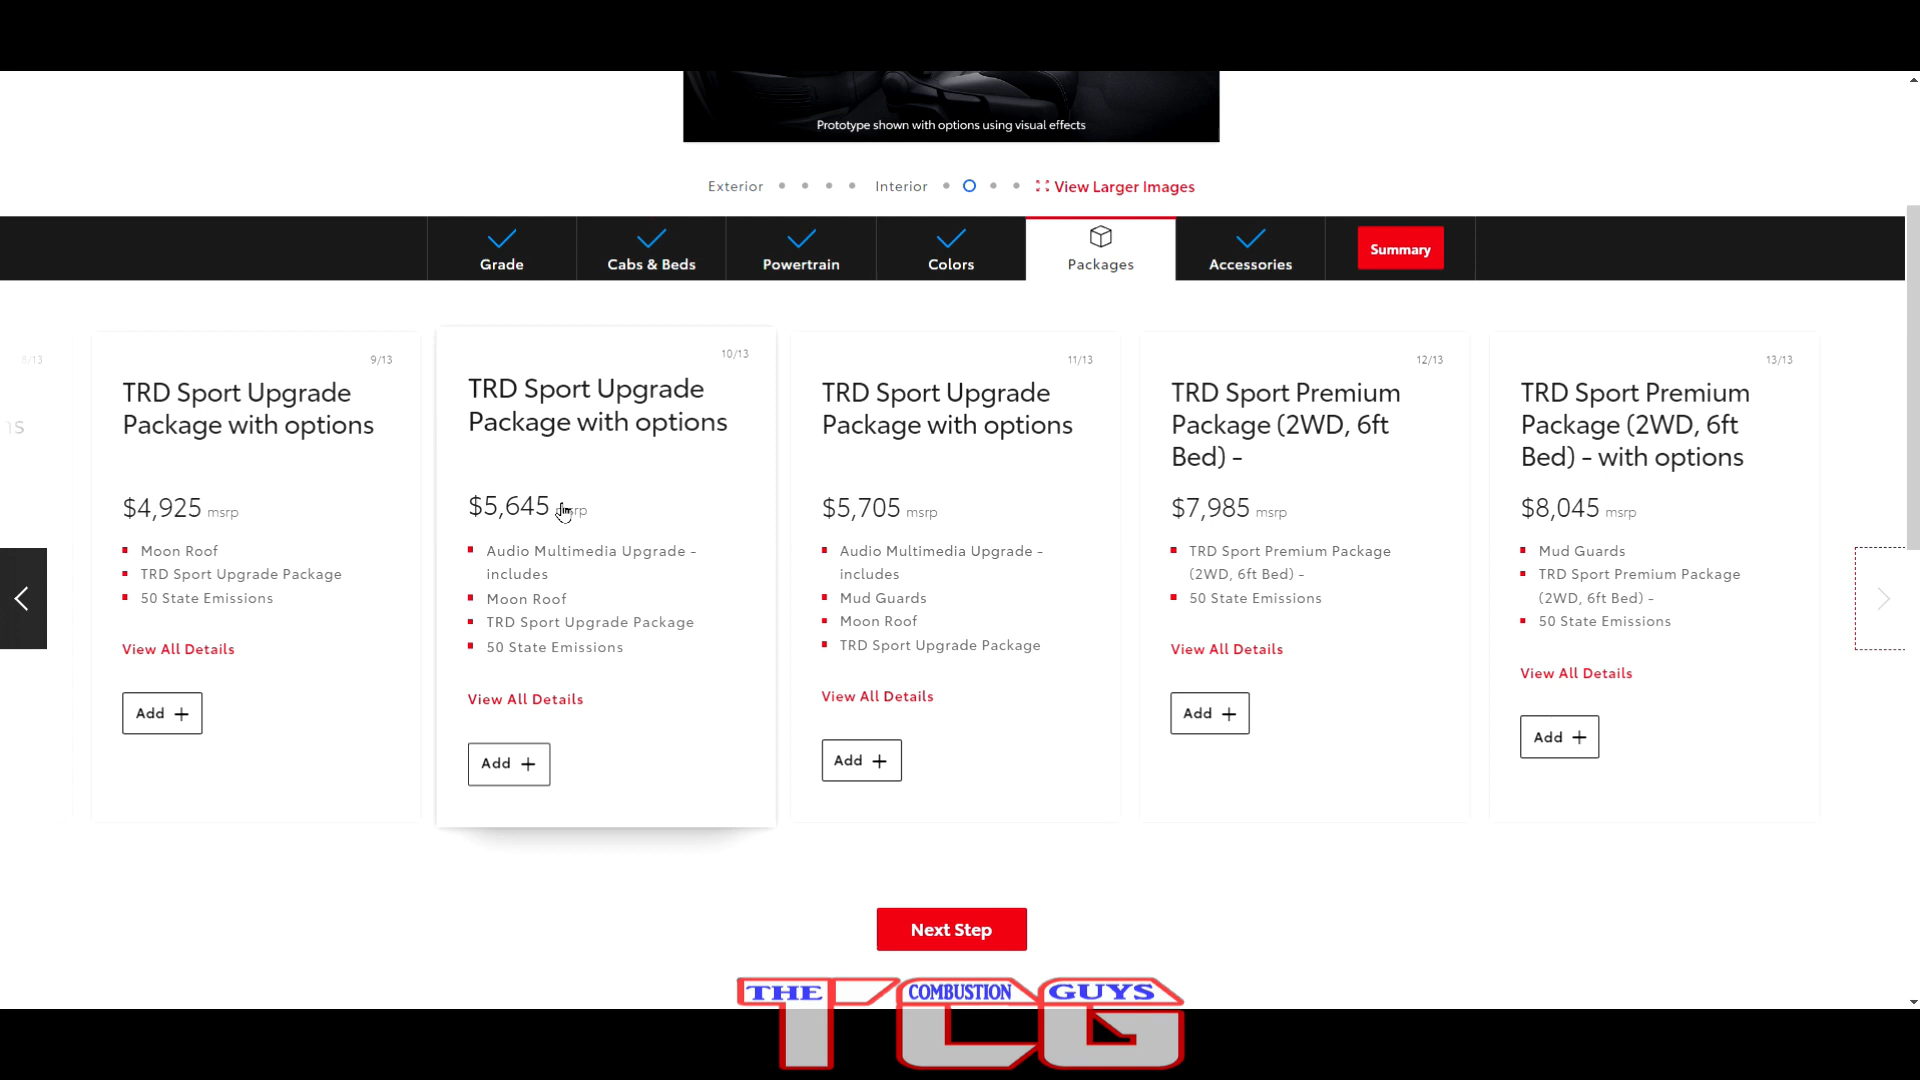 Prototype shown with options using visual effects
Exterior
Interior
View Larger Images
Grade
Cabs & Beds
Powertrain
Colors
Packages
Accessories
Summary
8/13
ns
9/13
TRD Sport Upgrade
Package with options
$4,925 msrp
Moon Roof
TRD Sport Upgrade Package
50 State Emissions
View All Details
Add +
10/13
TRD Sport Upgrade
Package with options
$5,645 msrp
Audio Multimedia Upgrade -
includes
Moon Roof
TRD Sport Upgrade Package
50 State Emissions
View All Details
Add +
11/13
TRD Sport Upgrade
Package with options
$5,705 msrp
Audio Multimedia Upgrade -
includes
Mud Guards
Moon Roof
TRD Sport Upgrade Package
View All Details
Add +
12/13
TRD Sport Premium
Package (2WD, 6ft
Bed) -
$7,985 msrp
TRD Sport Premium Package
(2WD, 6ft Bed) -
50 State Emissions
View All Details
Add +
13/13
TRD Sport Premium
Package (2WD, 6ft
Bed) - with options
$8,045 msrp
Mud Guards
TRD Sport Premium Package
(2WD, 6ft Bed) -
50 State Emissions
View All Details
Add +
Next Step
THE COMBUSTION GUYS
TCG